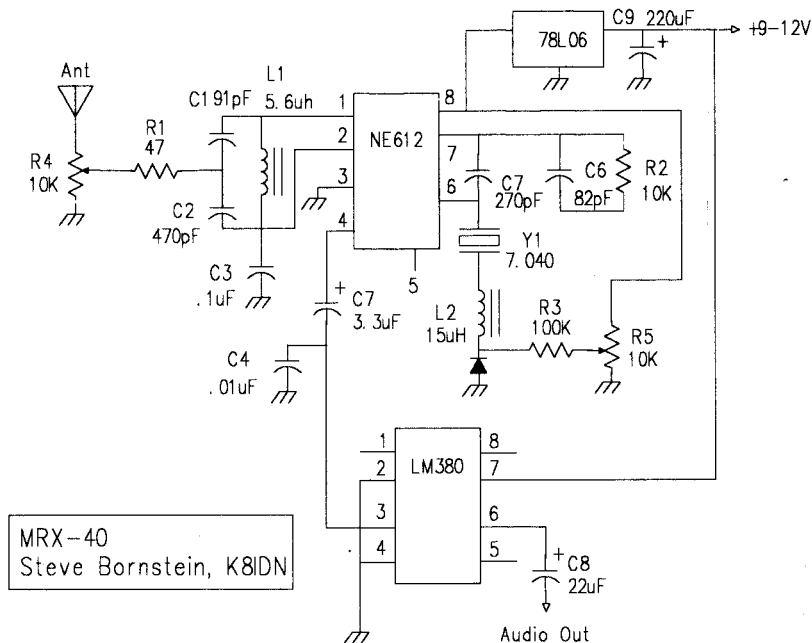 C9 220uF
+
78L06
+9-12V
Ant
L1
C1 91pF
5.6uh
1
8
R1
47
2
NE612
7
R4
10K
3
6
C7
270pF
C6
82pF
R2
10K
C2
470pF
4
5
Y1
7.040
C3
.1uF
+
C7
3.3uF
L2
15uH
R3
100K
R5
10K
C4
.01uF
1
LM380
8
2
7
3
6
4
5
+
C8
22uF
MRX-40
Steve Bornstein, K8IDN
Audio Out